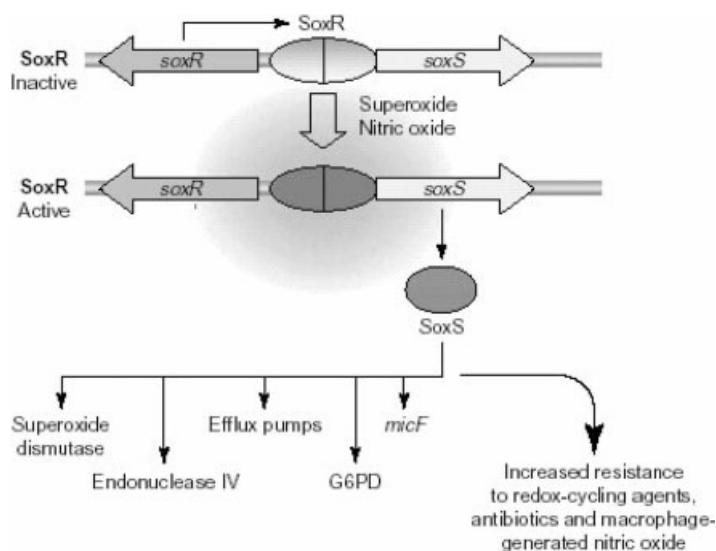 SoxR
SoxR
Inactive
soxR
soxS
Superoxide
Nitric oxide
SoxR
Active
soxR
soxS
SoxS
Superoxide
dismutase
Efflux pumps
micF
Endonuclease IV
G6PD
Increased resistance
to redox-cycling agents,
antibiotics and macrophage-
generated nitric oxide